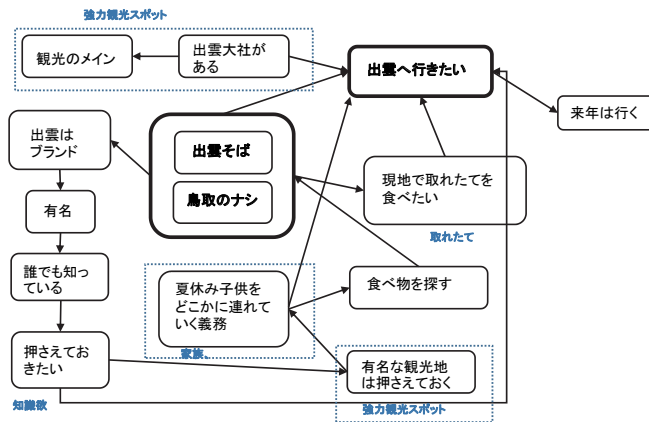 強力観光スポット
観光のメイン
出雲大社が
ある
出雲へ行きたい
来年は行く
出雲は
ブランド
出雲そば
鳥取のナシ
現地で取れたてを
食べたい
取れたて
有名
誰でも知っ
ている
夏休み子供を
どこかに連れて
いく義務
家族、
食べ物を探す
押さえてお
きたい
知識欲
有名な観光地
は押さえておく
強力観光スポット